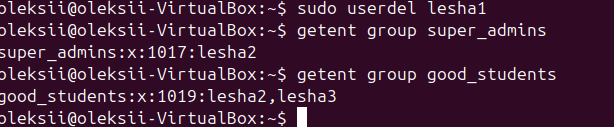 oleksii@oleksii-VirtualBox:~$ sudo userdel lesha1
oleksii@oleksii-VirtualBox:~$ getent group super_admins
super_admins:x:1017:lesha2
oleksii@oleksii-VirtualBox:~$ getent group good_students
good_students:x:1019:lesha2,lesha3
oleksii@oleksii-VirtualBox:~$